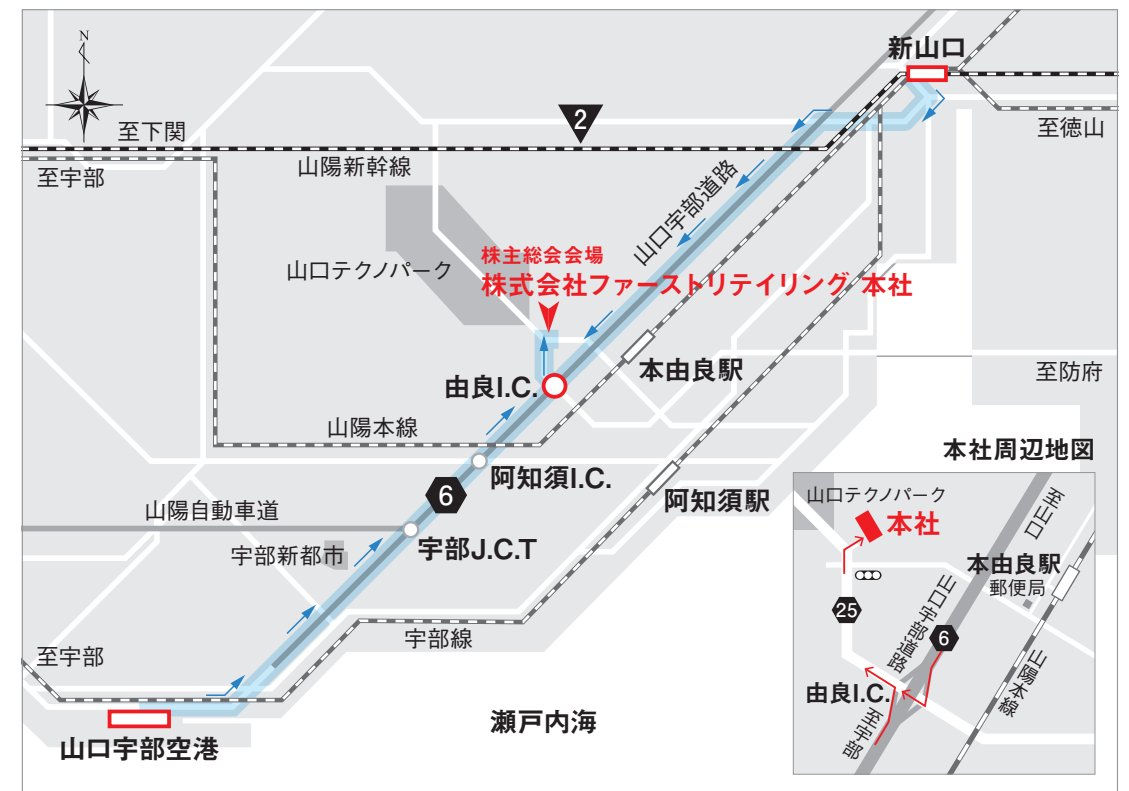 N
新山口
至下関
2
至徳山
至宇部
山陽新幹線
山口宇部道路
株主総会会場
山口テクノパーク
株式会社ファーストリテイリング 本社
本由良駅
至防府
由良I.C.
山陽本線
本社周辺地図
阿知須I.C.
阿知須駅
6
山陽自動車道
宇部J.C.T
宇部新都市
宇部線
至宇部
瀬戸内海
山口宇部空港
山口テクノパーク
至山口
本社
本由良駅
郵便局
25
山口宇部道路
6
山陽本線
由良I.C.
至宇部